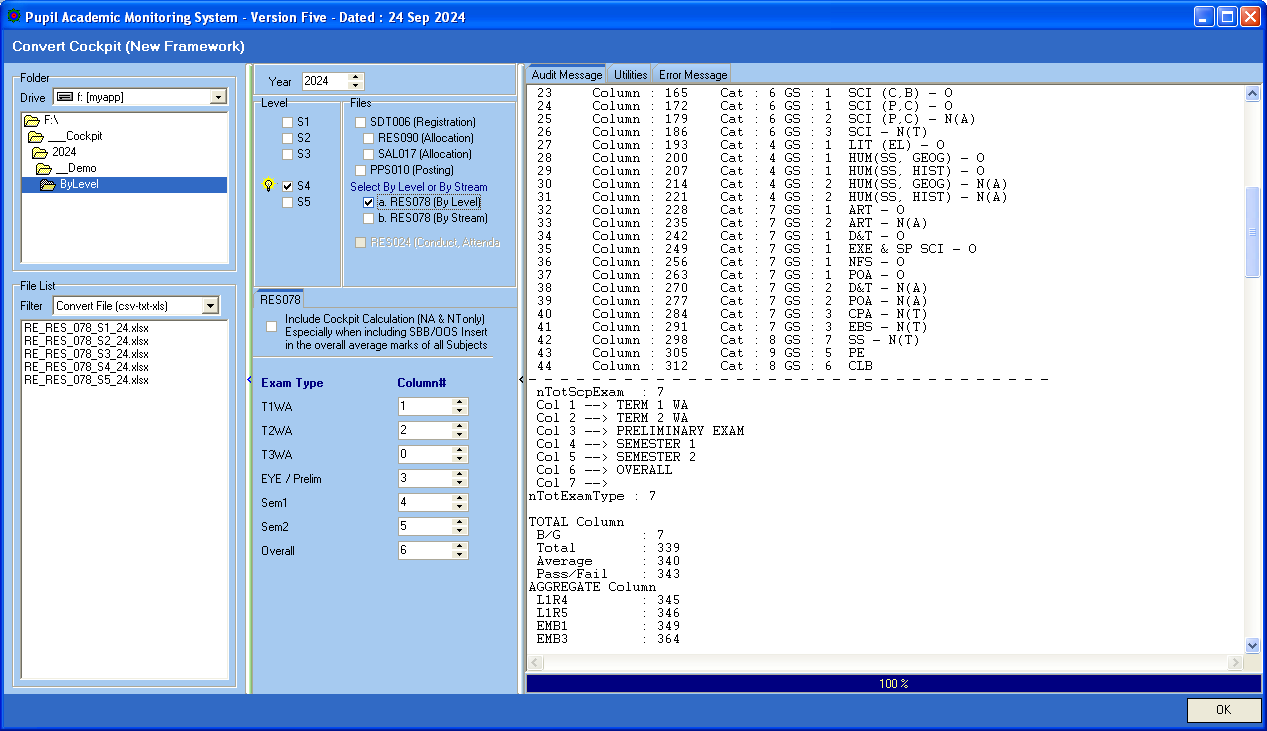 Pupil Academic Monitoring System - Version Five - Dated : 24 Sep 2024
Convert Cockpit (New Framework)
Folder
Drive f: [myapp]
F:\
___Cockpit
2024
__Demo
ByLevel
File List
Filter Convert File (csv-txt-xls)
RE_RES_078_S1_24.xlsx
RE_RES_078_S2_24.xlsx
RE_RES_078_S3_24.xlsx
RE_RES_078_S4_24.xlsx
RE_RES_078_S5_24.xlsx
Year 2024
Level
S1
S2
S3
S4
S5
Files
SDT006 (Registration)
RES090 (Allocation)
SAL017 (Allocation)
PPS010 (Posting)
Select By Level or By Stream
a. RES078 (By Level)
b. RES078 (By Stream)
RES024 (Conduct, Attenda
RES078
Include Cockpit Calculation (NA & NT only)
Especially when including SBB/OOS Insert
in the overall average marks of all Subjects
Exam Type Column#
T1WA 1
T2WA 2
T3WA 0
EYE / Prelim 3
Sem1 4
Sem2 5
Overall 6
Audit Message Utilities Error Message
23 Column : 165 Cat : 6 GS : 1 SCI (C,B) - O
24 Column : 172 Cat : 6 GS : 1 SCI (P,C) - O
25 Column : 179 Cat : 6 GS : 2 SCI (P,C) - N(A)
26 Column : 186 Cat : 6 GS : 3 SCI - N(T)
27 Column : 193 Cat : 4 GS : 1 LIT (EL) - O
28 Column : 200 Cat : 4 GS : 1 HUM(SS, GEOG) - O
29 Column : 207 Cat : 4 GS : 1 HUM(SS, HIST) - O
30 Column : 214 Cat : 4 GS : 2 HUM(SS, GEOG) - N(A)
31 Column : 221 Cat : 4 GS : 2 HUM(SS, HIST) - N(A)
32 Column : 228 Cat : 7 GS : 1 ART - O
33 Column : 235 Cat : 7 GS : 2 ART - N(A)
34 Column : 242 Cat : 7 GS : 1 D&T - O
35 Column : 249 Cat : 7 GS : 1 EXE & SP SCI - O
36 Column : 256 Cat : 7 GS : 1 NFS - O
37 Column : 263 Cat : 7 GS : 1 POA - O
38 Column : 270 Cat : 7 GS : 2 D&T - N(A)
39 Column : 277 Cat : 7 GS : 2 POA - N(A)
40 Column : 284 Cat : 7 GS : 3 CPA - N(T)
41 Column : 291 Cat : 7 GS : 3 EBS - N(T)
42 Column : 298 Cat : 8 GS : 7 SS - N(T)
43 Column : 305 Cat : 9 GS : 5 PE
44 Column : 312 Cat : 8 GS : 6 CLB
- - - - - - - - - - - - - - - - - - - - - - - - - - - - - - - - -
nTotScpExam : 7
Col 1 --> TERM 1 WA
Col 2 --> TERM 2 WA
Col 3 --> PRELIMINARY EXAM
Col 4 --> SEMESTER 1
Col 5 --> SEMESTER 2
Col 6 --> OVERALL
Col 7 -->
nTotExamType : 7
TOTAL Column
B/G : 7
Total : 339
Average : 340
Pass/Fail : 343
AGGREGATE Column
L1R4 : 345
L1R5 : 346
EMB1 : 349
EMB3 : 364
100 %
OK